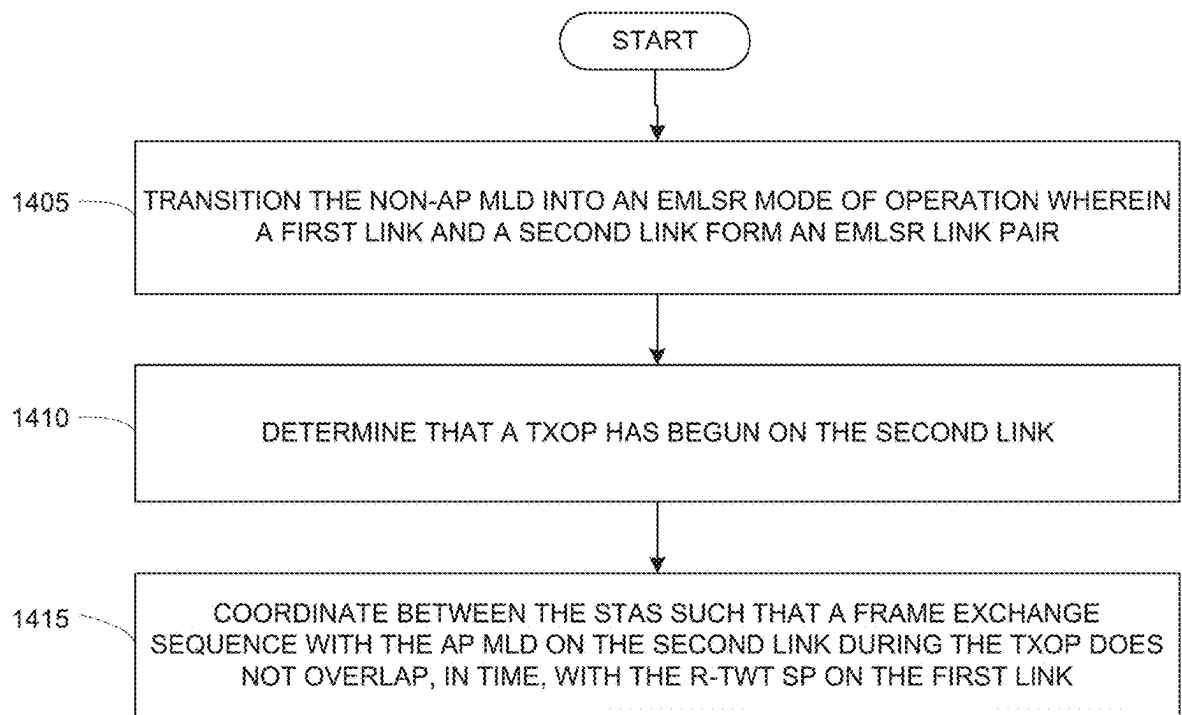 START
1405
TRANSITION THE NON-AP MLD INTO AN EMLSR MODE OF OPERATION WHEREIN
A FIRST LINK AND A SECOND LINK FORM AN EMLSR LINK PAIR
1410
DETERMINE THAT A TXOP HAS BEGUN ON THE SECOND LINK
1415
COORDINATE BETWEEN THE STAS SUCH THAT A FRAME EXCHANGE
SEQUENCE WITH THE AP MLD ON THE SECOND LINK DURING THE TXOP DOES
NOT OVERLAP, IN TIME, WITH THE R-TWT SP ON THE FIRST LINK